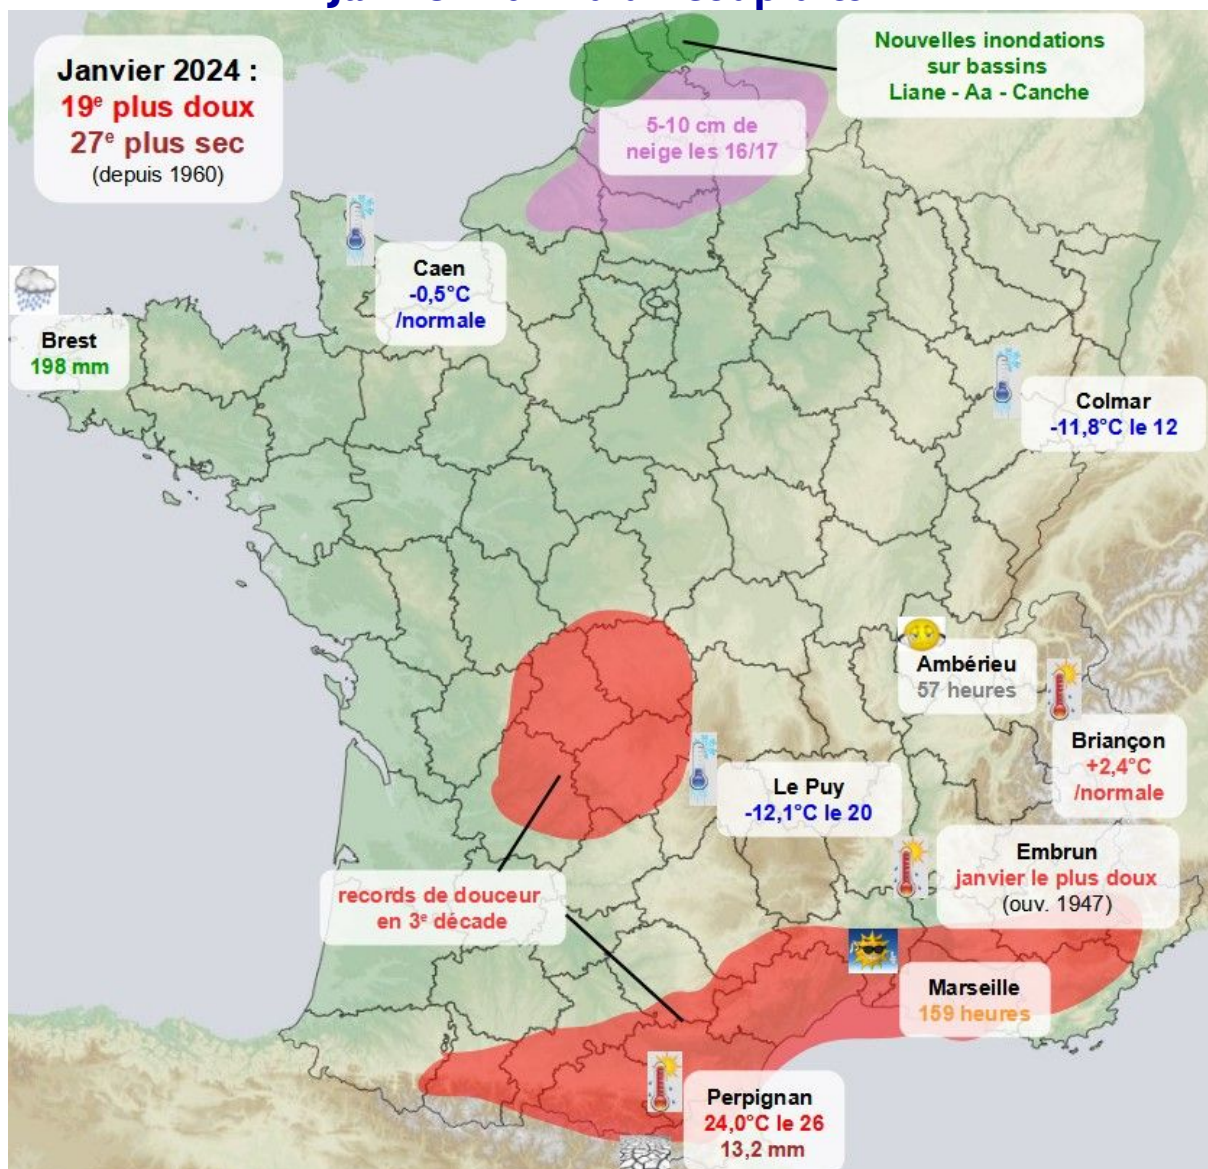 Janvier 2024 :
19e plus doux
27e plus sec
(depuis 1960)
Nouvelles inondations
sur bassins
Liane - Aa - Canche
5-10 cm de
neige les 16/17
Caen
-0,5°C
/normale
Brest
198 mm
Colmar
-11,8°C le 12
Ambérieu
57 heures
Briançon
+2,4°C
/normale
Le Puy
-12,1°C le 20
Embrun
janvier le plus doux
(ouv. 1947)
records de douceur
en 3e décade
Marseille
159 heures
Perpignan
24,0°C le 26
13,2 mm